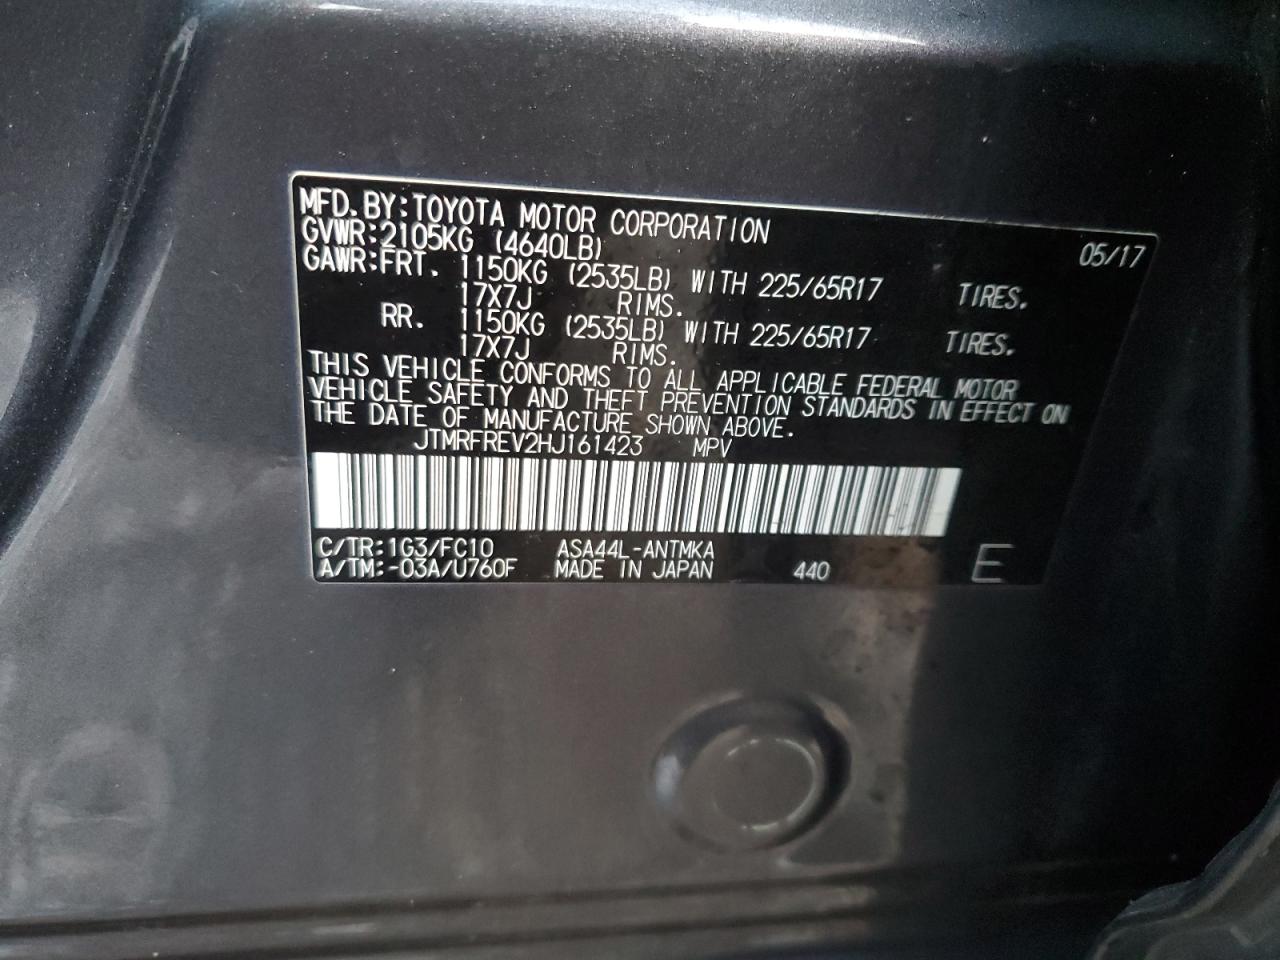 MFD.BY:TOYOTA MOTOR CORPORATION 05/17
GVWR:2105KG (4640LB)
GAWR:FRT. 1150KG (2535LB) WITH 225/65R17 TIRES.
17X7J RIMS.
RR. 1150KG (2535LB) WITH 225/65R17 TIRES.
17X7J RIMS.
THIS VEHICLE CONFORMS TO ALL APPLICABLE FEDERAL MOTOR
VEHICLE SAFETY AND THEFT PREVENTION STANDARDS IN EFFECT ON
THE DATE OF MANUFACTURE SHOWN ABOVE.
JTMRFREV2HJ161423 MPV
C/TR:1G3/FC10 ASA44L-ANTMKA
A/TM:-03A/U760F MADE IN JAPAN 440 E